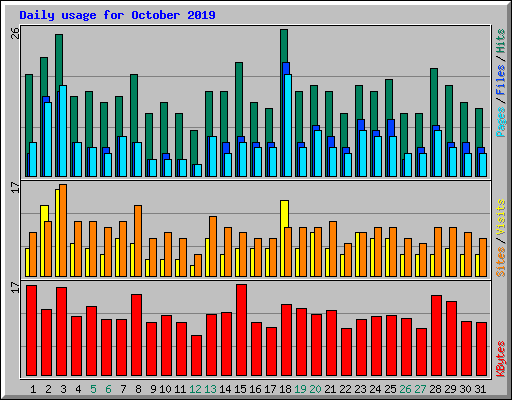 Daily usage for October 2019
26
Pages / Files / Hits
17
Sites / Visits
17
KBytes
1 2 3 4 5 6 7 8 9 10 11 12 13 14 15 16 17 18 19 20 21 22 23 24 25 26 27 28 29 30 31